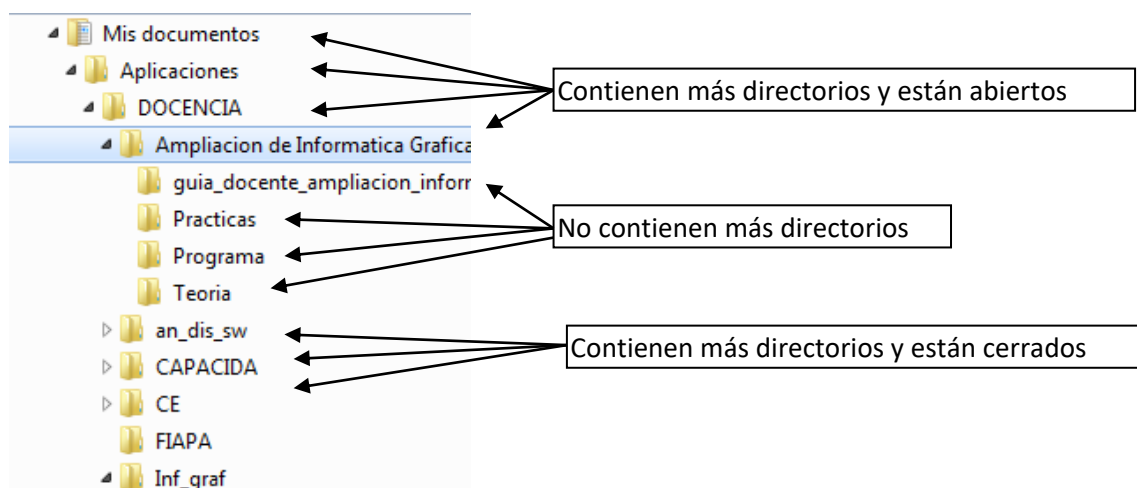 Mis documentos
Aplicaciones
Contienen más directorios y están abiertos
DOCENCIA
Ampliacion de Informatica Grafica
guia_docente_ampliacion_infor
Practicas
No contienen más directorios
Programa
Teoria
an_dis_sw
Contienen más directorios y están cerrados
CAPACIDA
CE
FIAPA
Inf_graf